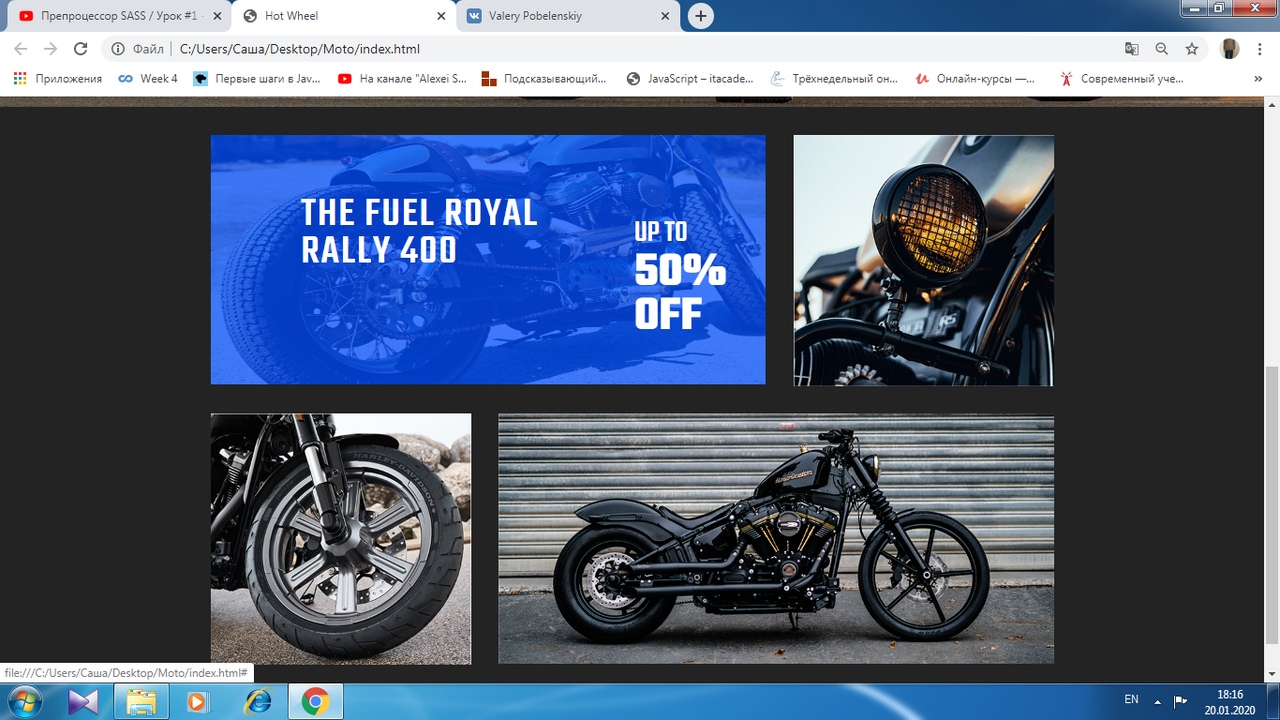 Препроцессор SASS / Урок #1 -
Hot Wheel
Valery Pobelenskiy
Файл
C:/Users/Саша/Desktop/Moto/index.html
Приложения
Week 4
Первые шаги в Jav...
На канале "Alexei S...
Подсказывающий...
JavaScript – itacade...
Трёхнедельный он...
Онлайн-курсы —...
Современный уче...
»
THE FUEL ROYAL
RALLY 400
UP TO
50%
OFF
HARLEY-DAVIDSON
file:///C:/Users/Саша/Desktop/Moto/index.html#
EN
18:16
20.01.2020